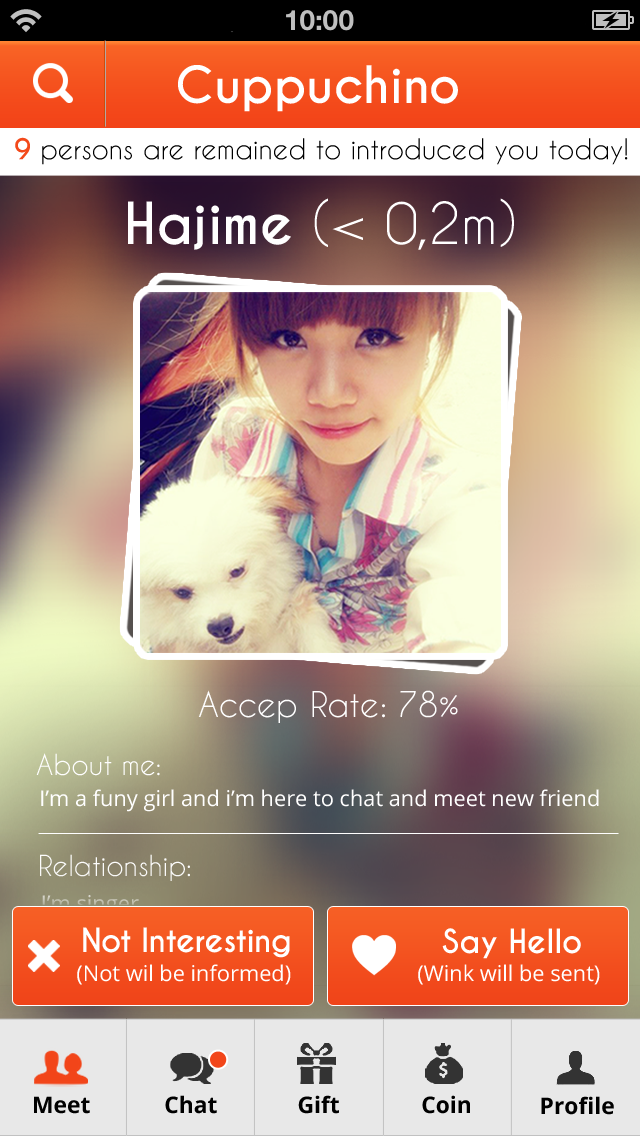 10:00
Cuppuchino
9 persons are remained to introduced you today!
Hajime (< 0,2m)
Accep Rate: 78%
About me:
I'm a funy girl and i'm here to chat and meet new friend
Relationship:
I'm singer
Not Interesting
(Not wil be informed)
Say Hello
(Wink will be sent)
Meet
Chat
Gift
$
Coin
Profile